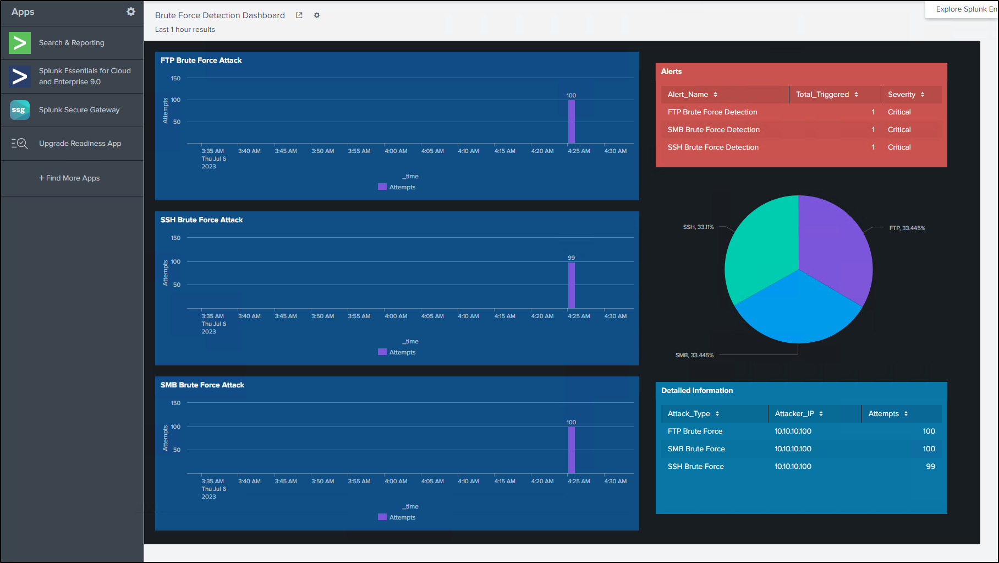 Apps
Search & Reporting
Splunk Essentials for Cloud
and Enterprise 9.0
ssg
Splunk Secure Gateway
Upgrade Readiness App
+ Find More Apps
Brute Force Detection Dashboard
Last 1 hour results
Explore Splunk En
FTP Brute Force Attack
150
100
50
Attempts
100
3:35 AM 3:40 AM 3:45 AM 3:50 AM 3:55 AM 4:00 AM 4:05 AM 4:10 AM 4:15 AM 4:20 AM 4:25 AM 4:30 AM
Thu Jul 6
2023
_time
Attempts
SSH Brute Force Attack
150
100
50
Attempts
99
3:35 AM 3:40 AM 3:45 AM 3:50 AM 3:55 AM 4:00 AM 4:05 AM 4:10 AM 4:15 AM 4:20 AM 4:25 AM 4:30 AM
Thu Jul 6
2023
_time
Attempts
SMB Brute Force Attack
150
100
50
Attempts
100
3:35 AM 3:40 AM 3:45 AM 3:50 AM 3:55 AM 4:00 AM 4:05 AM 4:10 AM 4:15 AM 4:20 AM 4:25 AM 4:30 AM
Thu Jul 6
2023
_time
Attempts
Alerts
Alert_Name Total_Triggered Severity
FTP Brute Force Detection 1 Critical
SMB Brute Force Detection 1 Critical
SSH Brute Force Detection 1 Critical
SSH, 33.11%
FTP, 33.445%
SMB, 33.445%
Detailed Information
Attack_Type Attacker_IP Attempts
FTP Brute Force 10.10.10.100 100
SMB Brute Force 10.10.10.100 100
SSH Brute Force 10.10.10.100 99